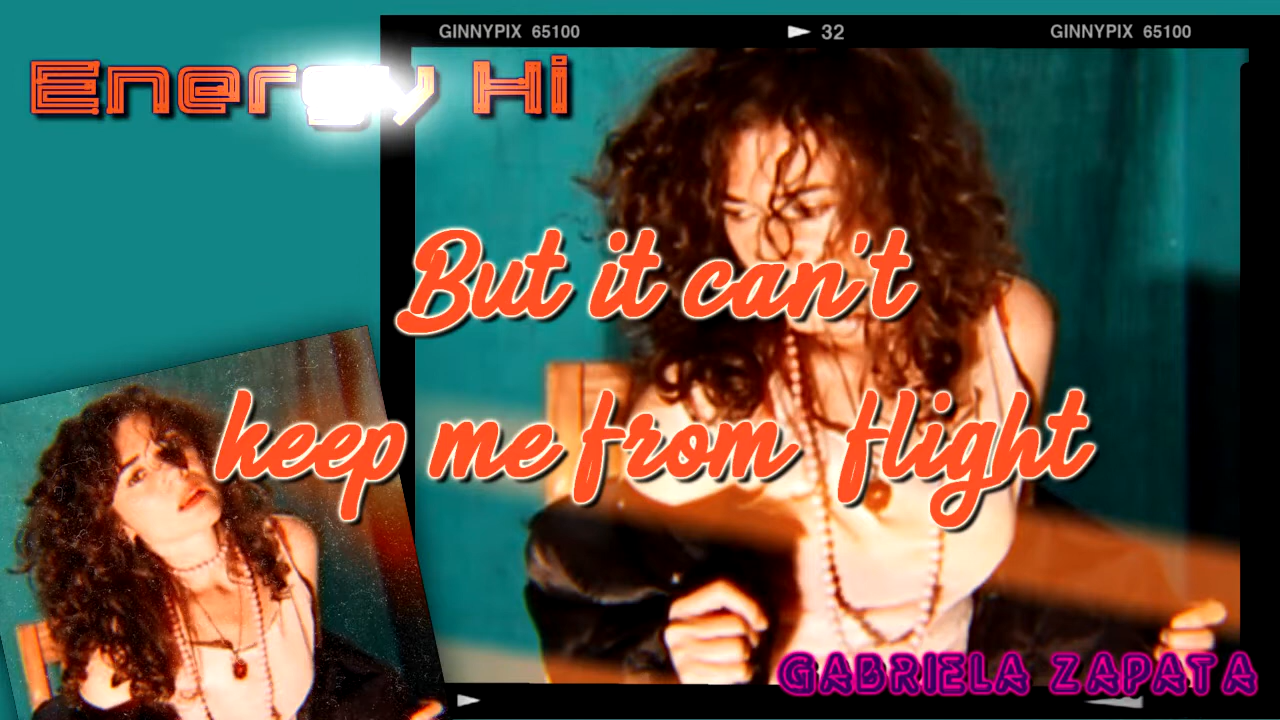 GINNYPIX 65100 32 GINNYPIX 65100
Energy Hi
But it can't
keep me from flight
GABRIELA ZAPATA